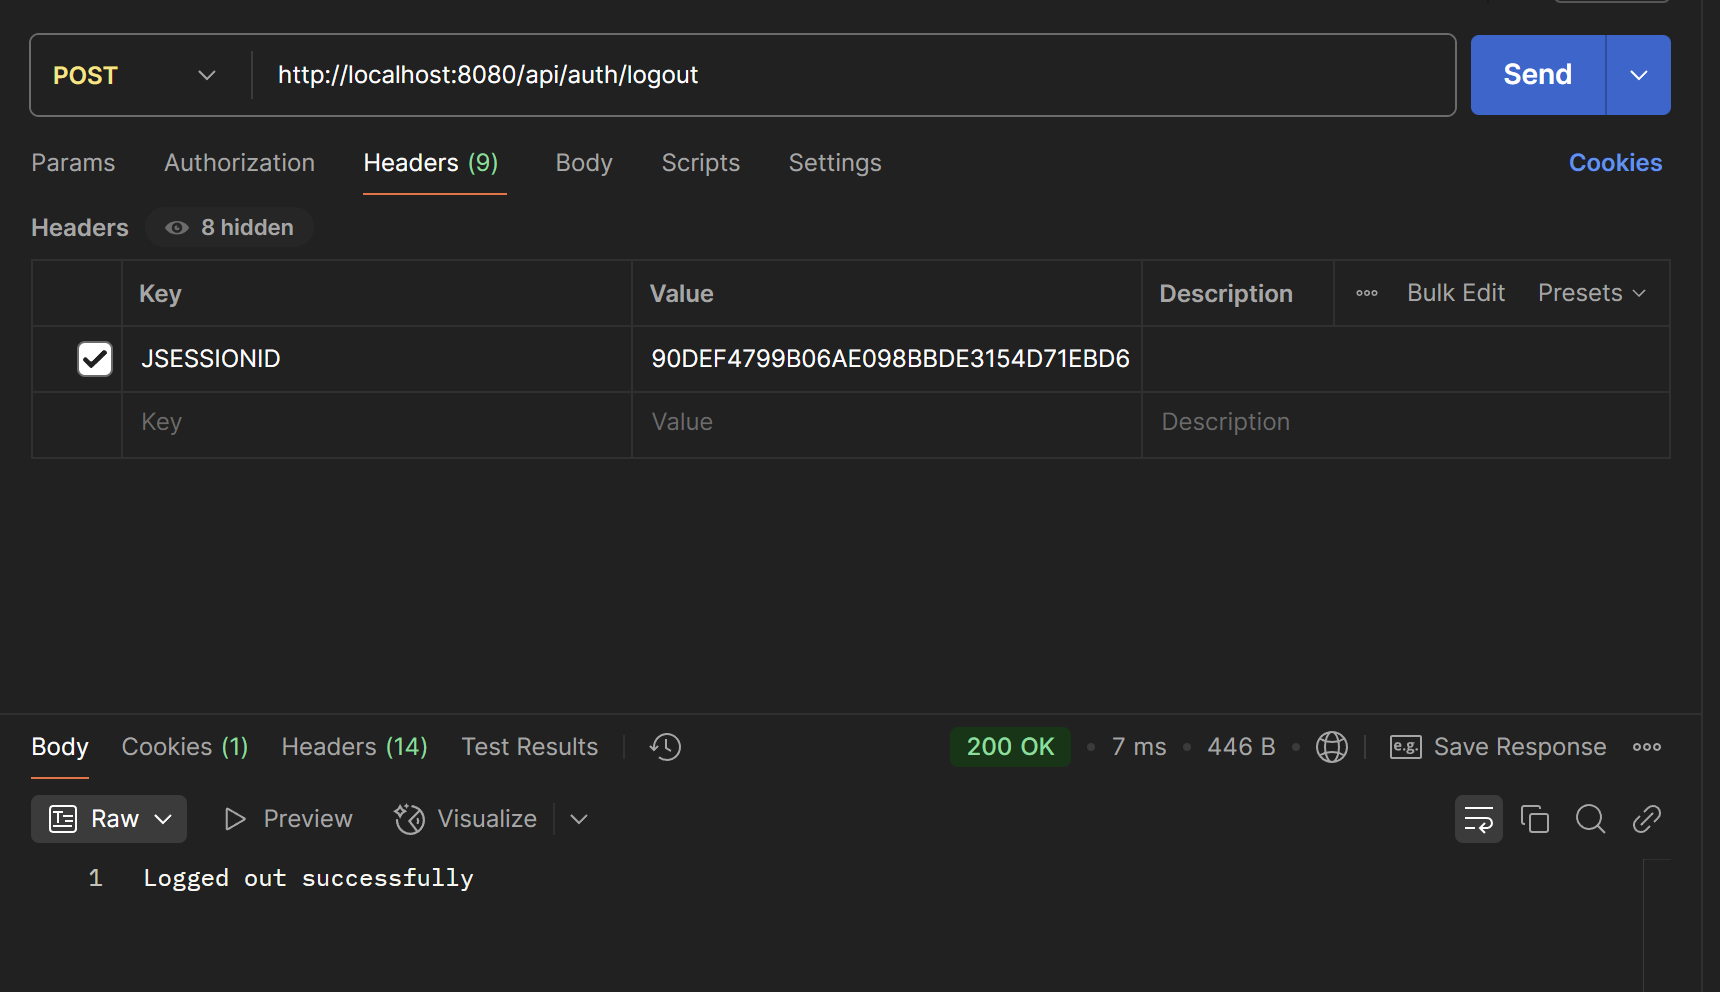 POST http://localhost:8080/api/auth/logout Send
Params Authorization Headers (9) Body Scripts Settings Cookies
Headers 8 hidden
Key Value Description Bulk Edit Presets
JSESSIONID 90DEF4799B06AE098BBDE3154D71EBD6
Key Value Description
Body Cookies (1) Headers (14) Test Results 200 OK 7 ms 446 B e.g. Save Response
Raw Preview Visualize
1 Logged out successfully